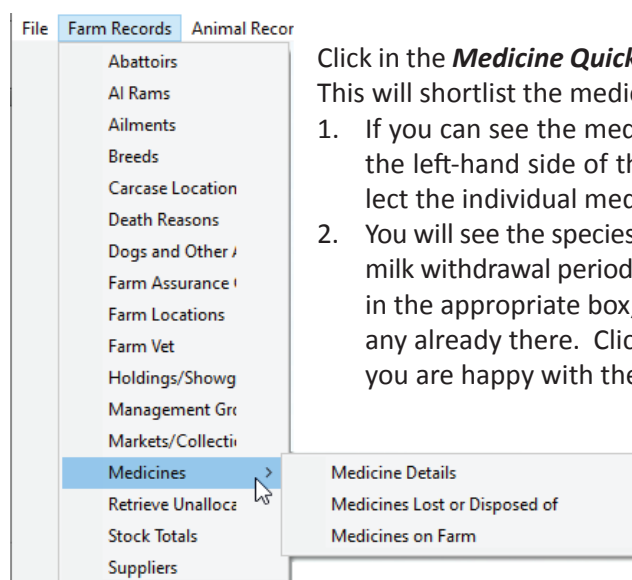 File Farm Records Animal Recor
Abattoirs
AI Rams
Ailments
Breeds
Carcase Location
Death Reasons
Dogs and Other
Farm Assurance
Farm Locations
Farm Vet
Holdings/Showg
Management Gro
Markets/Collecti
Medicines >
Retrieve Unalloca
Stock Totals
Suppliers
Medicine Details
Medicines Lost or Disposed of
Medicines on Farm
Click in the Medicine Quick
This will shortlist the medic
1. If you can see the med
the left-hand side of th
lect the individual med
2. You will see the species
milk withdrawal period
in the appropriate box,
any already there. Clic
you are happy with the